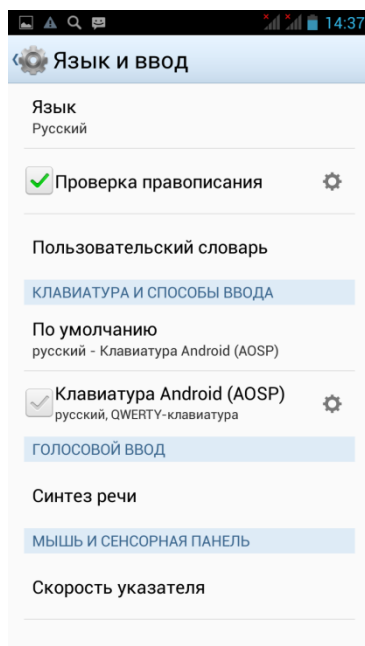 14:37
Язык и ввод
Язык
Русский
Проверка правописания
Пользовательский словарь
КЛАВИАТУРА И СПОСОБЫ ВВОДА
По умолчанию
русский - Клавиатура Android (AOSP)
Клавиатура Android (AOSP)
русский, QWERTY-клавиатура
ГОЛОСОВОЙ ВВОД
Синтез речи
МЫШЬ И СЕНСОРНАЯ ПАНЕЛЬ
Скорость указателя